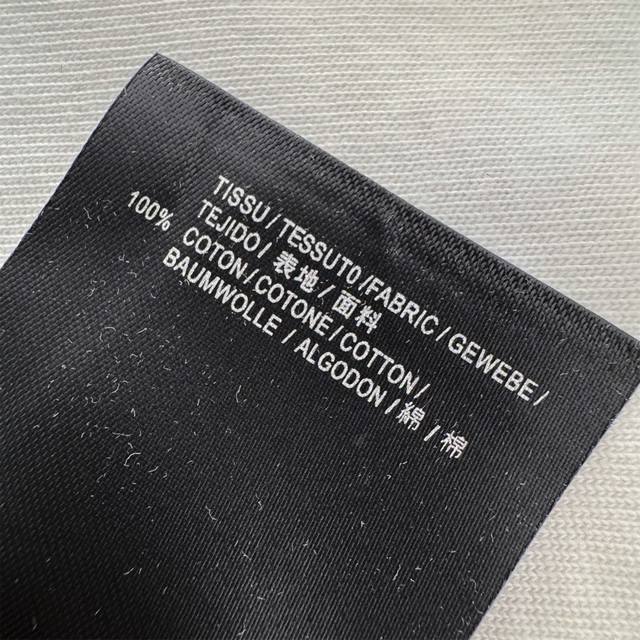 TISSU / TESSUTO / FABRIC / GEWEBE /
TEJIDO / 表地 / 面料
100% COTON / COTONE / COTTON /
BAUMWOLLE / ALGODON / 綿 / 棉